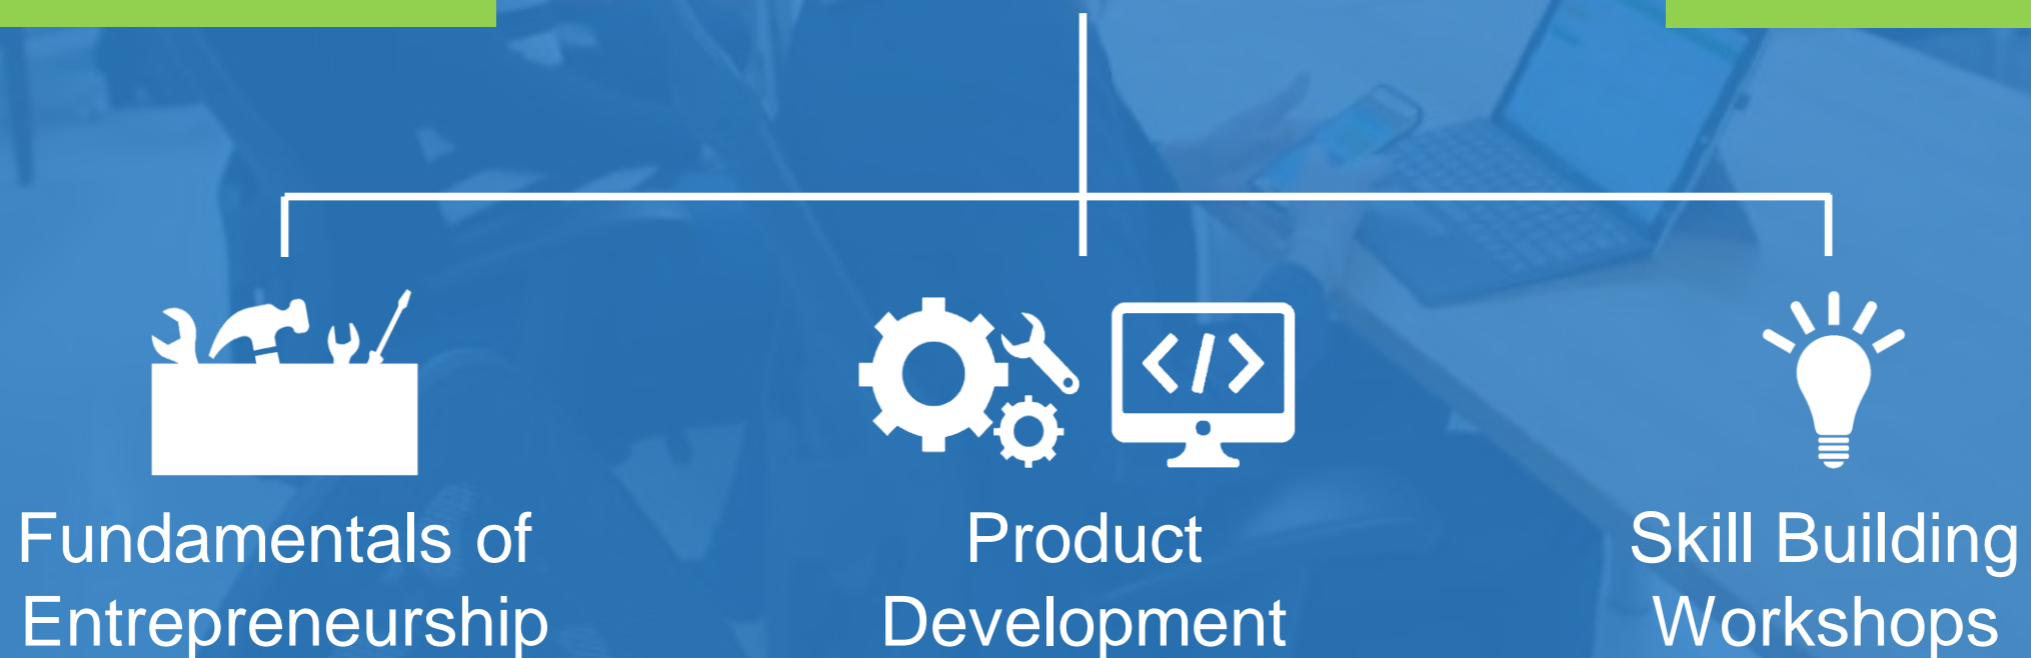 Fundamentals of
Entrepreneurship
Product
Development
Skill Building
Workshops
</>